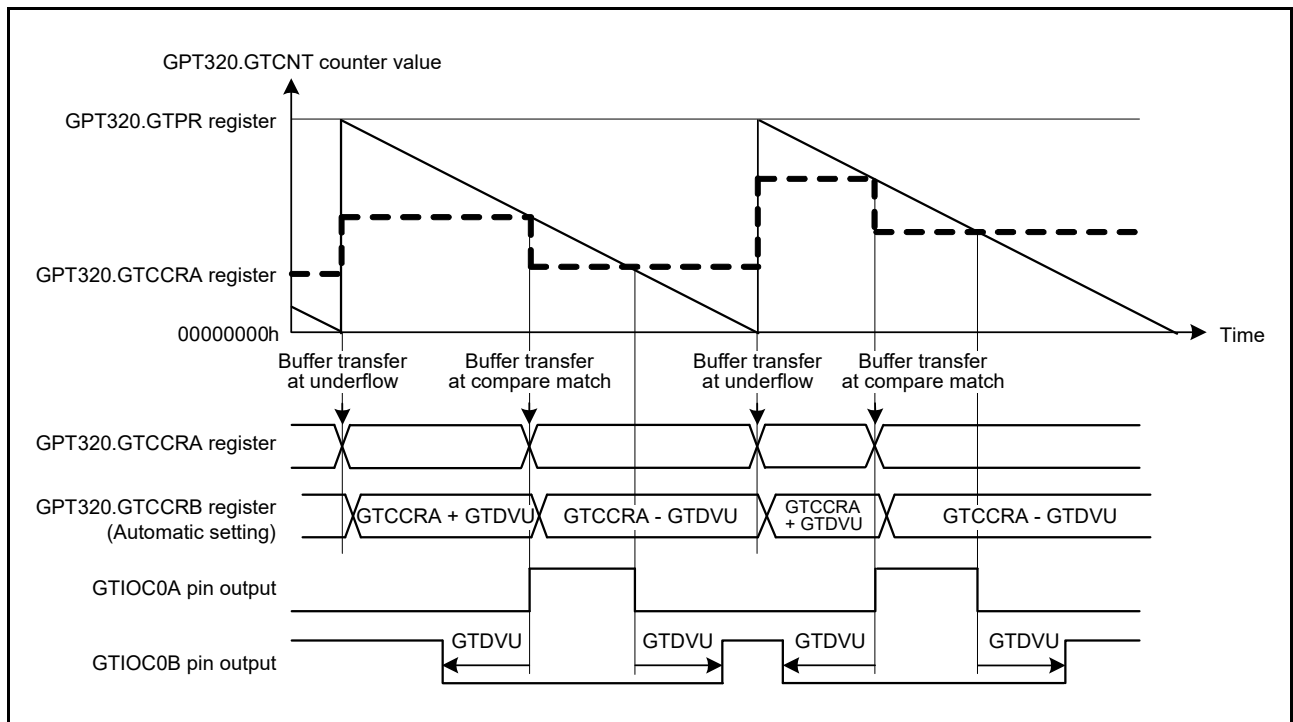 GPT320.GTCNT counter value
GPT320.GTPR register
GPT320.GTCCRA register
00000000h
Time
Buffer transfer
at underflow
Buffer transfer
at compare match
Buffer transfer
at underflow
Buffer transfer
at compare match
GPT320.GTCCRA register
GPT320.GTCCRB register
(Automatic setting)
GTCCRA + GTDVU
GTCCRA - GTDVU
GTCCRA
+ GTDVU
GTCCRA - GTDVU
GTIOC0A pin output
GTIOC0B pin output
GTDVU
GTDVU
GTDVU
GTDVU